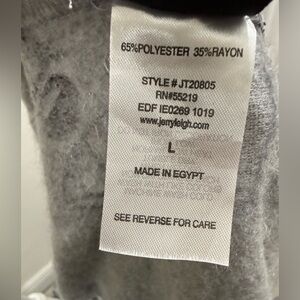 65%POLYESTER 35%RAYON
STYLE # JT20805
RN#55219
EDF IE0269 1019
www.jerryleigh.com
L
MADE IN EGYPT
SEE REVERSE FOR CARE